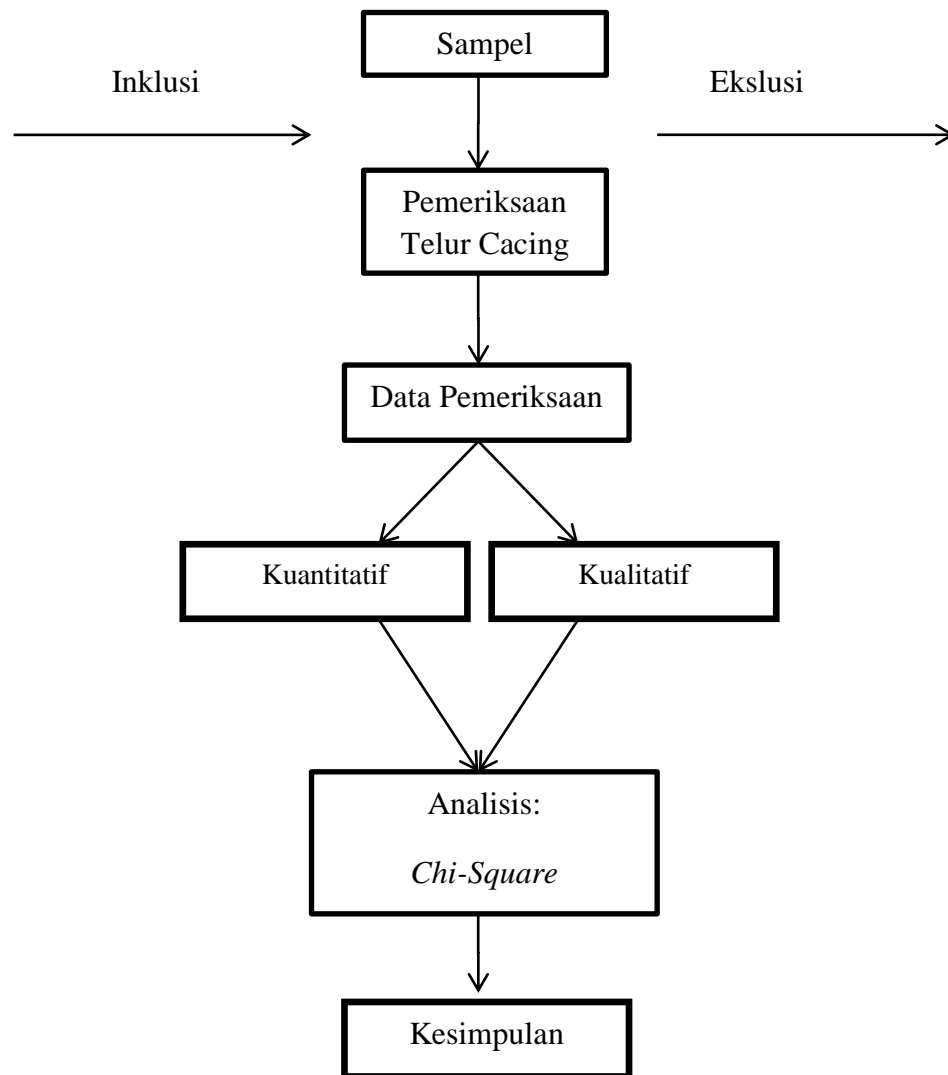 Sampel
Inklusi
Ekslusi
Pemeriksaan
Telur Cacing
Data Pemeriksaan
Kuantitatif
Kualitatif
Analisis:
Chi-Square
Kesimpulan